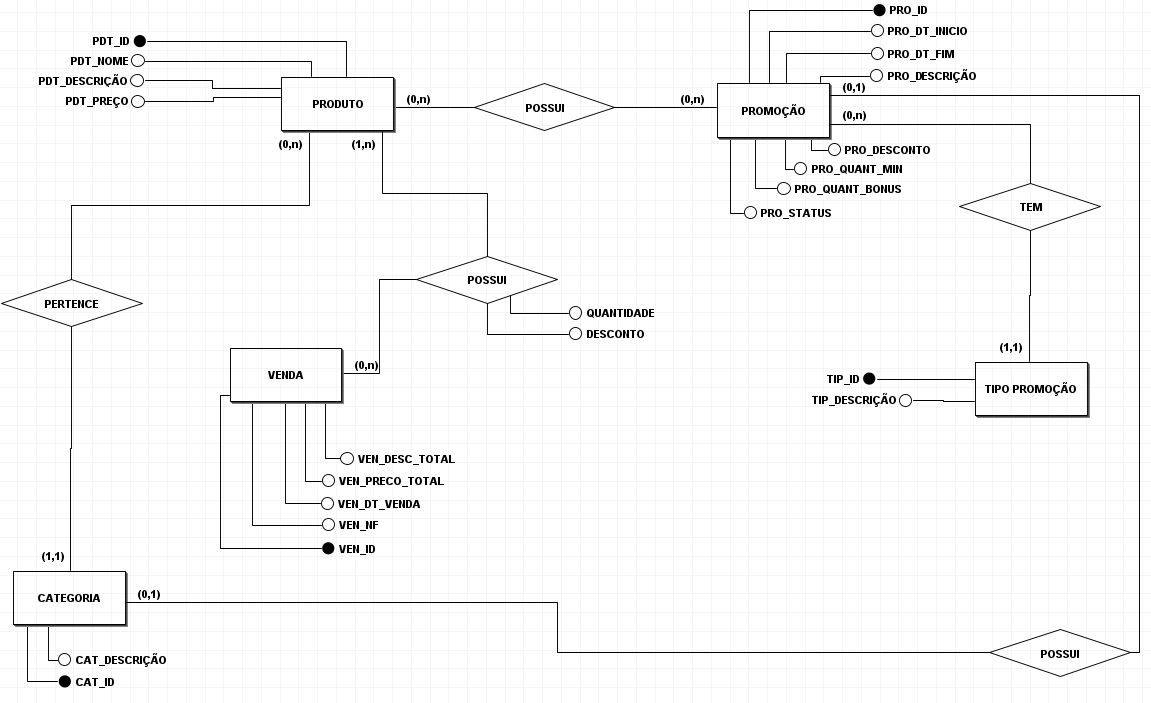 PRO_ID
PRO_DT_INICIO
PRO_DT_FIM
PRO_DESCRIÇÃO
PDT_ID
PDT_NOME
PDT_DESCRIÇÃO
PDT_PREÇO
PRODUTO
(0,n)
POSSUI
(0,n)
PROMOÇÃO
(0,1)
(0,n)
(0,n)
(1,n)
PRO_DESCONTO
PRO_QUANT_MIN
PRO_QUANT_BONUS
PRO_STATUS
TEM
PERTENCE
POSSUI
QUANTIDADE
DESCONTO
(0,n)
VENDA
(1,1)
TIP_ID
TIP_DESCRIÇÃO
TIPO PROMOÇÃO
VEN_DESC_TOTAL
VEN_PRECO_TOTAL
VEN_DT_VENDA
VEN_NF
VEN_ID
(1,1)
CATEGORIA
(0,1)
POSSUI
CAT_DESCRIÇÃO
CAT_ID